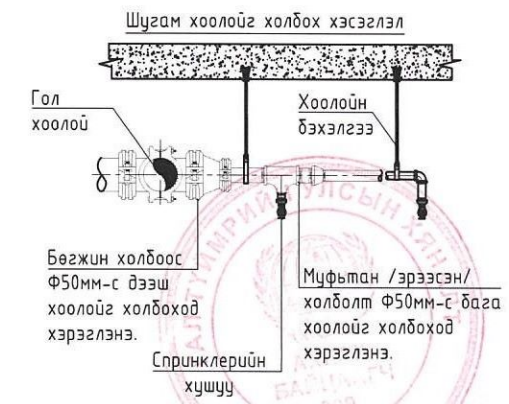 Шугам хоолойг холбох хэсэглэл
Гол
хоолой
Хоолойн
бэхэлгээ
Бөгжин холбоос
Ф50мм-с дээш
хоолойг холбоход
хэрэглэнэ.
Муфьтан /эрээсэн/
холболт Ф50мм-с бага
хоолойг холбоход
хэрэглэнэ.
Спринклерийн
хушуу